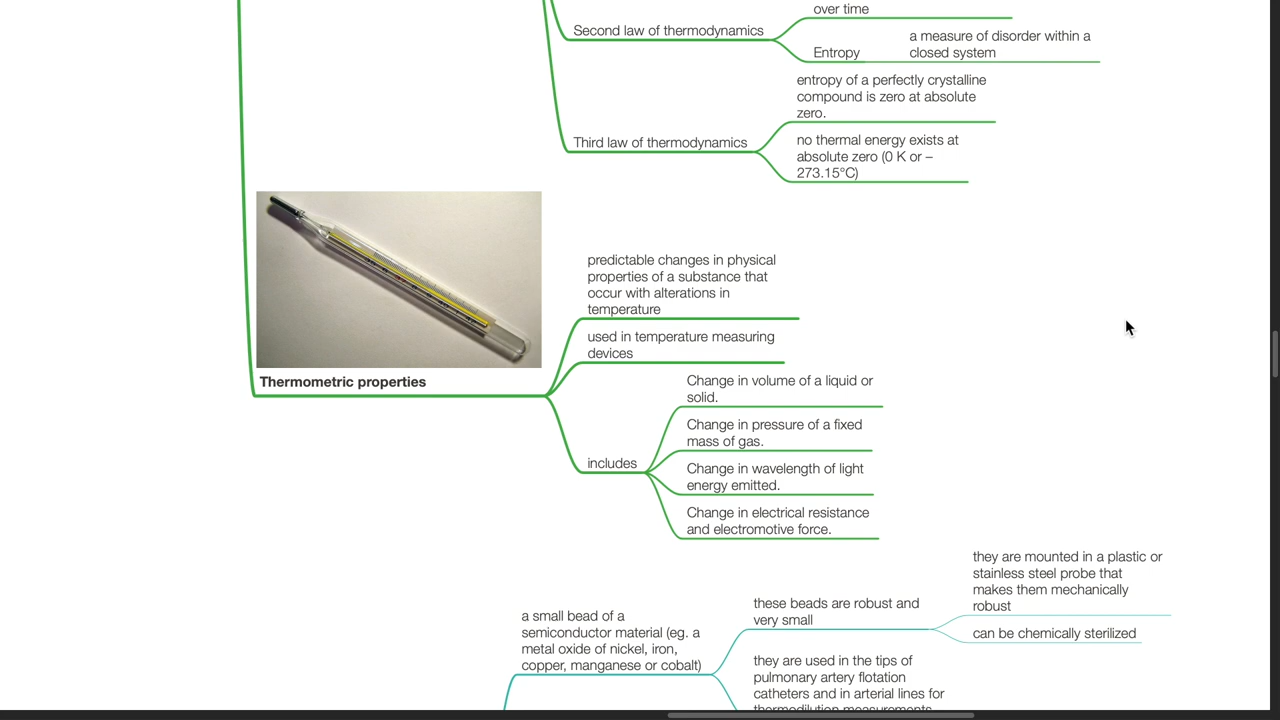 over time
Second law of thermodynamics
a measure of disorder within a
Entropy
closed system
entropy of a perfectly crystalline
compound is zero at absolute
zero.
Third law of thermodynamics
no thermal energy exists at
absolute zero (0 K or –
273.15°C)
predictable changes in physical
properties of a substance that
occur with alterations in
temperature
used in temperature measuring
devices
Thermometric properties
Change in volume of a liquid or
solid.
Change in pressure of a fixed
mass of gas.
includes
Change in wavelength of light
energy emitted.
Change in electrical resistance
and electromotive force.
they are mounted in a plastic or
stainless steel probe that
makes them mechanically
robust
these beads are robust and
very small
can be chemically sterilized
a small bead of a
semiconductor material (eg. a
metal oxide of nickel, iron,
copper, manganese or cobalt)
they are used in the tips of
pulmonary artery flotation
catheters and in arterial lines for
thermodilution measurements